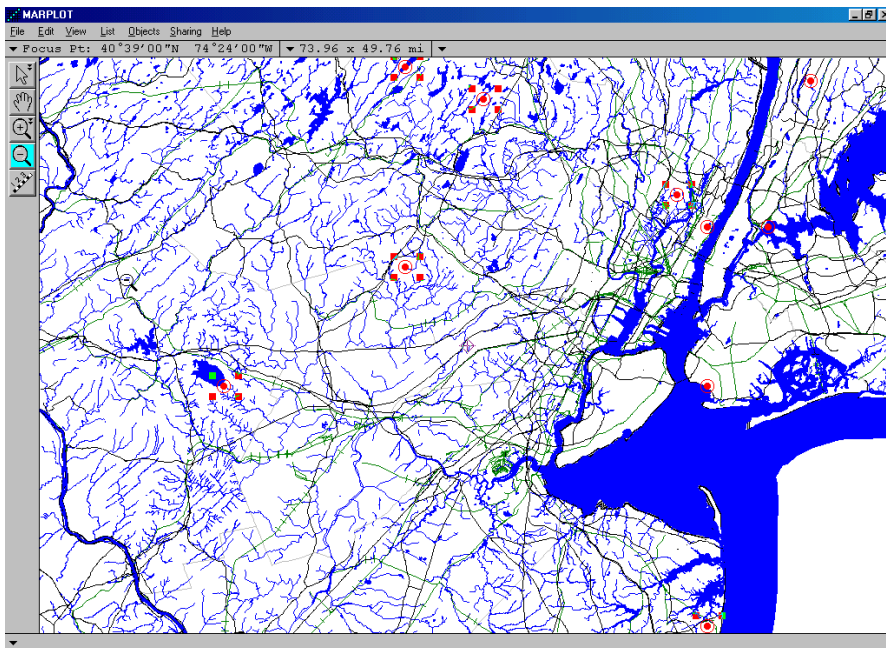 MARPLOT
File Edit View List Objects Sharing Help
Focus Pt: 40°39'00"N 74°24'00"W 73.96 x 49.76 mi